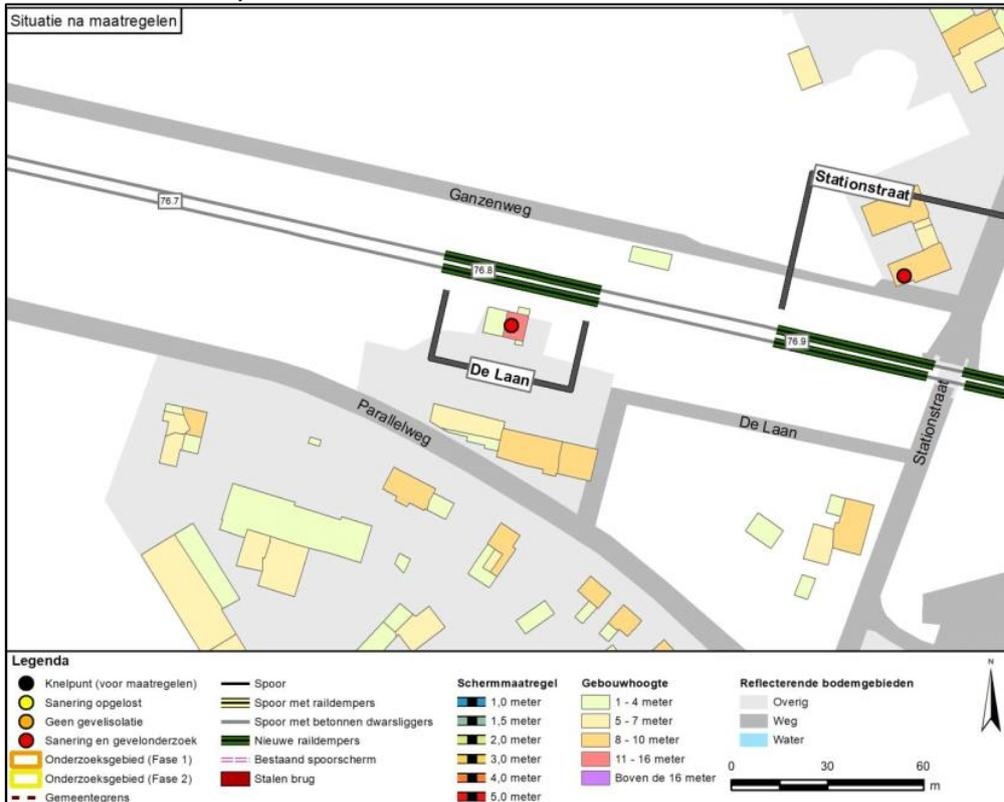 Situatie na maatregelen
Stationstraat
Ganzenweg
76.7
76.8
76.9
De Laan
De Laan
Parallelweg
Stationstraat
Legenda
Knelpunt (voor maatregelen)
Sanering opgelost
Geen gevelisolatie
Sanering en gevelonderzoek
Onderzoeksgebied (Fase 1)
Onderzoeksgebied (Fase 2)
Gemeentegrens
Spoor
Spoor met raildempers
Spoor met betonnen dwarsliggers
Nieuwe raildempers
Bestaand spoorscherm
Stalen brug
Schermmaatregel
1,0 meter
1,5 meter
2,0 meter
3,0 meter
4,0 meter
5,0 meter
Gebouwhoogte
1 - 4 meter
5 - 7 meter
8 - 10 meter
11 - 16 meter
Boven de 16 meter
Reflecterende bodemgebieden
Overig
Weg
Water
N
0 30 60
m